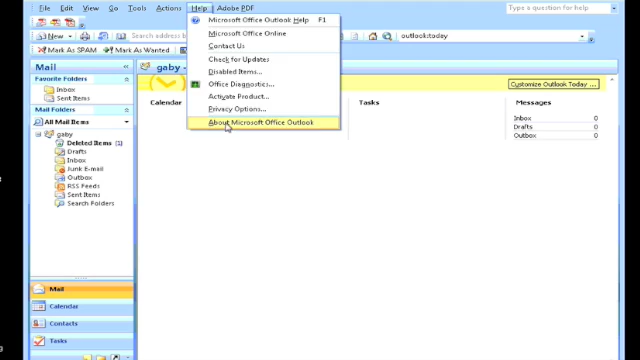 File Edit View Go Tools Actions Help Adobe PDF
Type a question for help
New
Search address books
outlook:today
Mark As SPAM Mark As Wanted
Mail
Favorite Folders
Inbox
Sent Items
Mail Folders
All Mail Items
gaby
Deleted Items (1)
Drafts
Inbox
Junk E-mail
Outbox
RSS Feeds
Sent Items
Search Folders
Mail
Calendar
Contacts
Tasks
Microsoft Office Outlook Help F1
Microsoft Office Online
Contact Us
Check for Updates
Disabled Items...
Office Diagnostics...
Activate Product...
Privacy Options...
About Microsoft Office Outlook
gaby -
Customize Outlook Today ...
Calendar
Tasks
Messages
Inbox 0
Drafts 0
Outbox 0